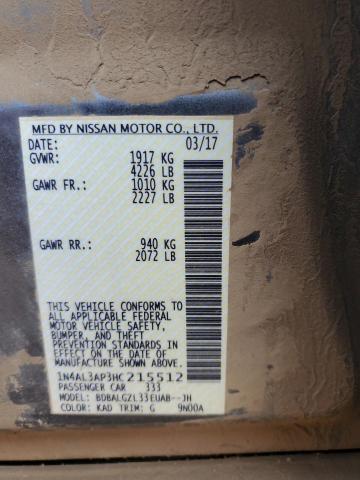 MFD BY NISSAN MOTOR CO., LTD.
DATE: 03/17
GVWR: 1917 KG
4226 LB
GAWR FR.: 1010 KG
2227 LB
GAWR RR.: 940 KG
2072 LB
THIS VEHICLE CONFORMS TO
ALL APPLICABLE FEDERAL
MOTOR VEHICLE SAFETY,
BUMPER, AND THEFT
PREVENTION STANDARDS
IN EFFECT ON THE DATE OF
MANUFACTURE SHOWN ABOVE.
1N4AL3AP3HC215512
PASSENGER CAR 333
MODEL: BDBALGZL33EUAB--JH
COLOR: KAD TRIM: G 9N00A